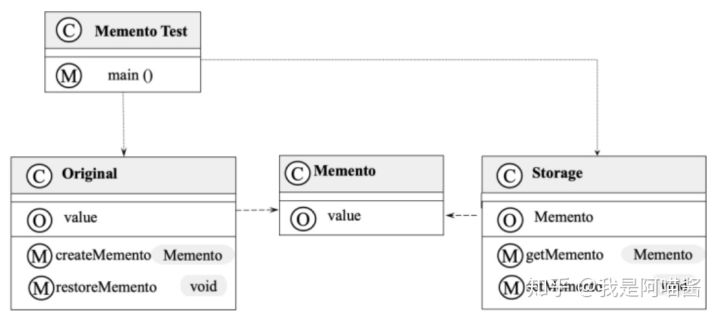 C Memento Test
M main ()
C Original
O value
M createMemento Memento
M restoreMemento void
C Memento
O value
C Storage
O Memento
M getMemento Memento
M setMemento void
知乎 @我是阿喵酱